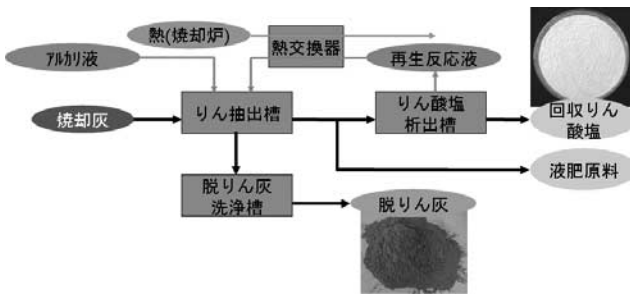 熱(焼却炉)
熱交換器
アルカリ液
再生反応液
焼却灰
りん抽出槽
りん酸塩
析出槽
回収りん
酸塩
液肥原料
脱りん灰
洗浄槽
脱りん灰